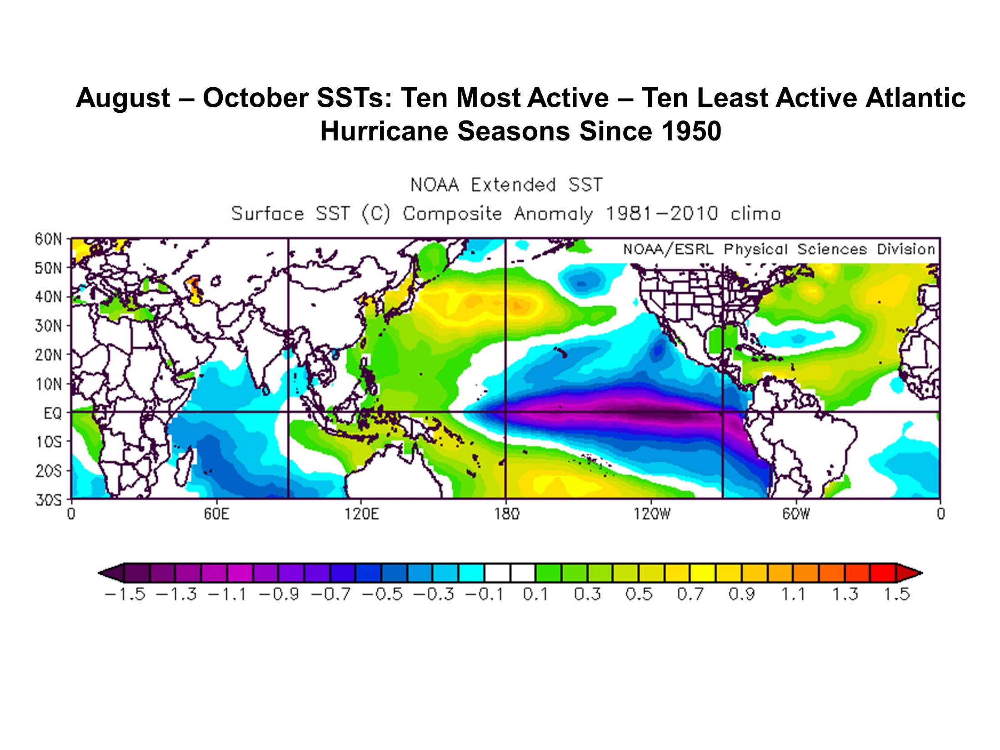 August – October SSTs: Ten Most Active – Ten Least Active Atlantic
Hurricane Seasons Since 1950
NOAA Extended SST
Surface SST (C) Composite Anomaly 1981−2010 climo
NOAA/ESRL Physical Sciences Division
60N
50N
40N
30N
20N
10N
EQ
10S
20S
30S
0 60E 120E 180 120W 60W 0
−1.5 −1.3 −1.1 −0.9 −0.7 −0.5 −0.3 −0.1 0.1 0.3 0.5 0.7 0.9 1.1 1.3 1.5